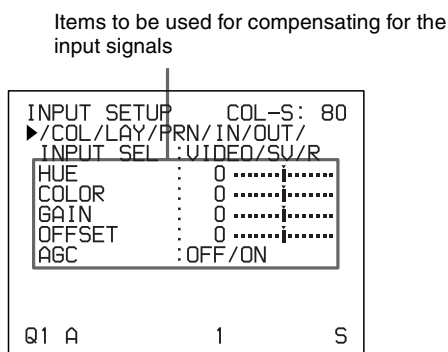 Items to be used for compensating for the
input signals
INPUT SETUP COL-S: 80
▶/COL/LAY/PRN/IN/OUT/
INPUT SEL :VIDEO/SV/R
HUE : 0
COLOR : 0
GAIN : 0
OFFSET : 0
AGC :OFF/ON
Q1 A 1 S